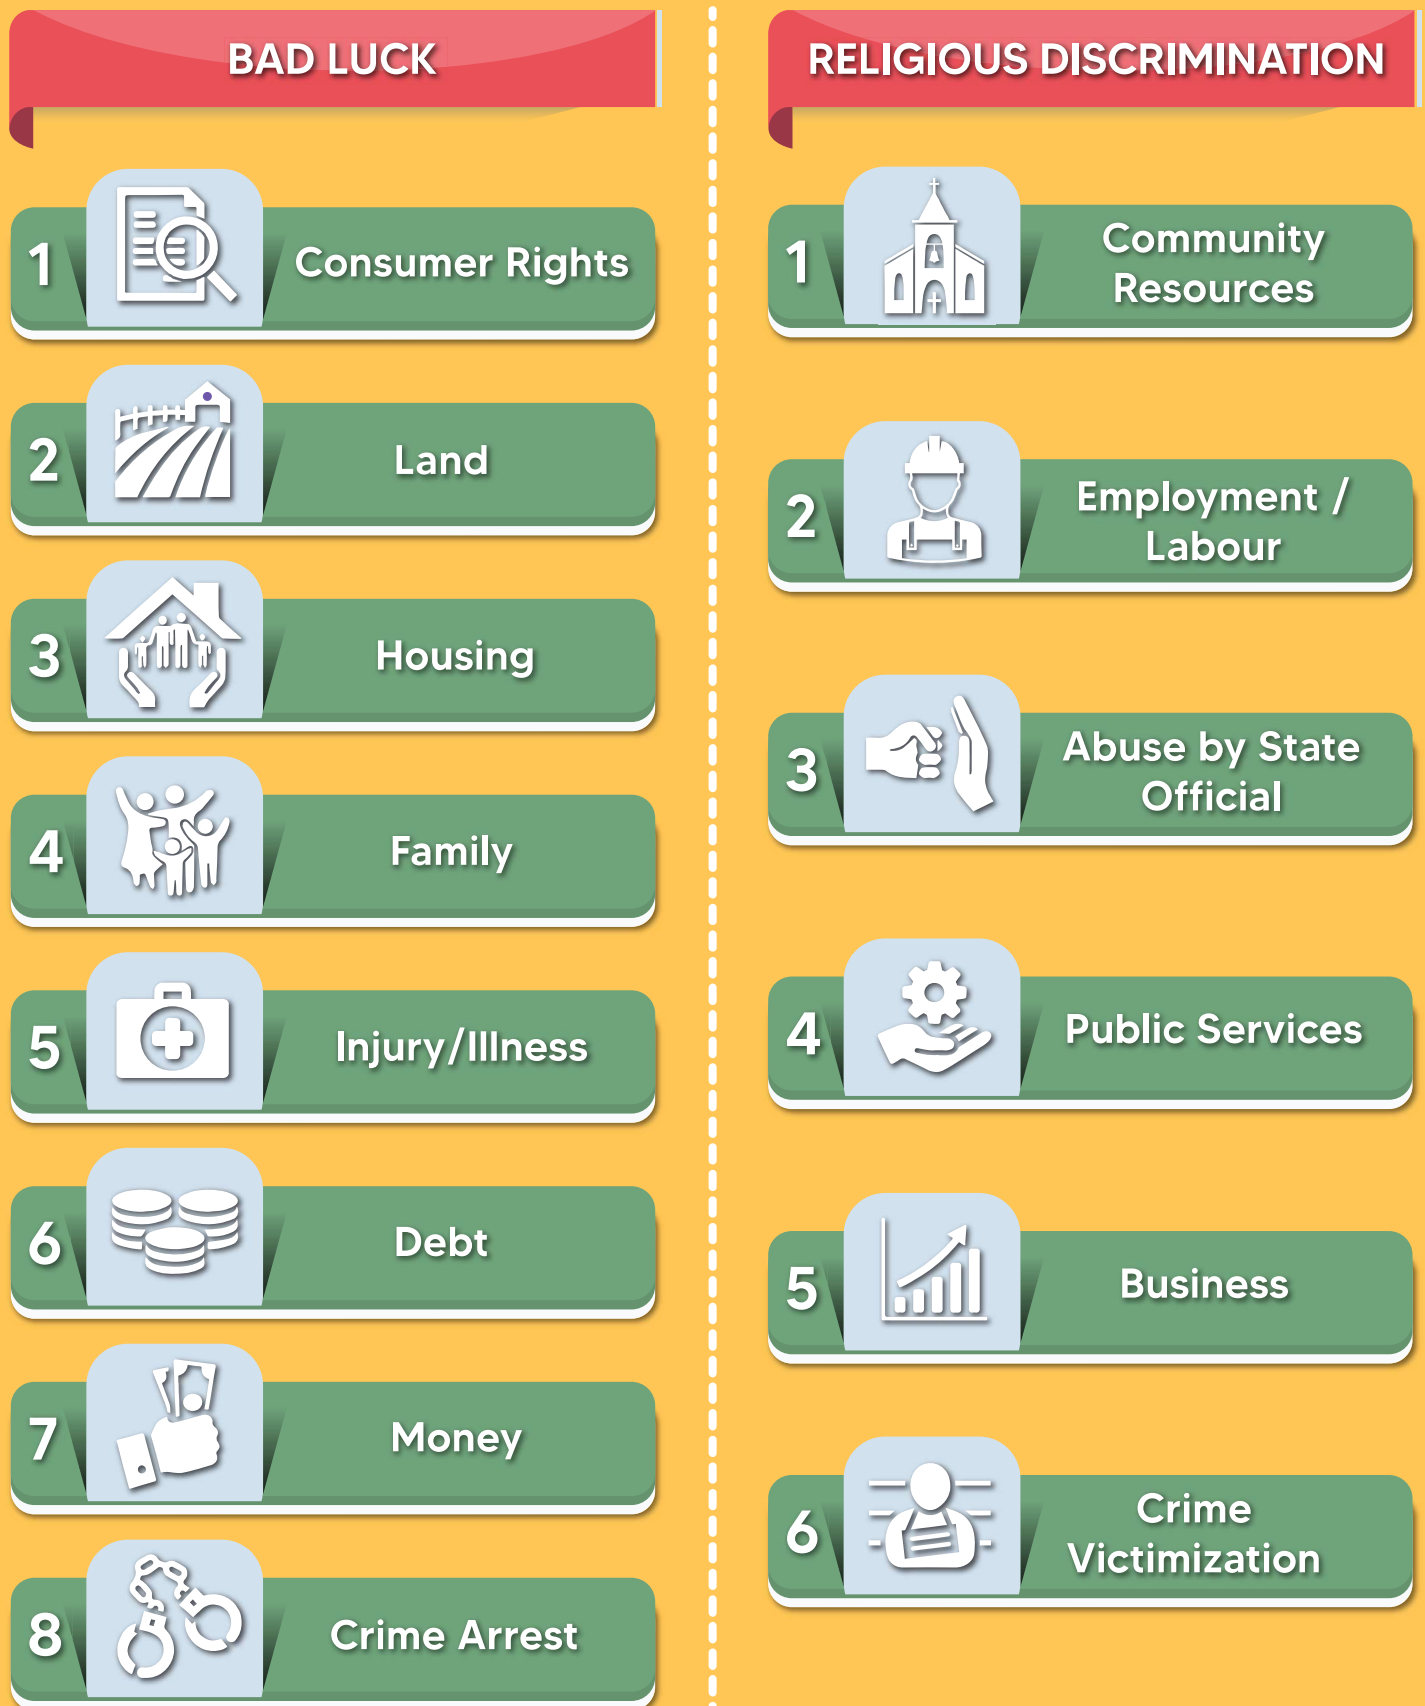 BAD LUCK
1
Consumer Rights
2
Land
3
Housing
4
Family
5
Injury/Illness
6
Debt
7
Money
8
Crime Arrest
RELIGIOUS DISCRIMINATION
1
Community
Resources
2
Employment /
Labour
3
Abuse by State
Official
4
Public Services
5
Business
6
Crime
Victimization